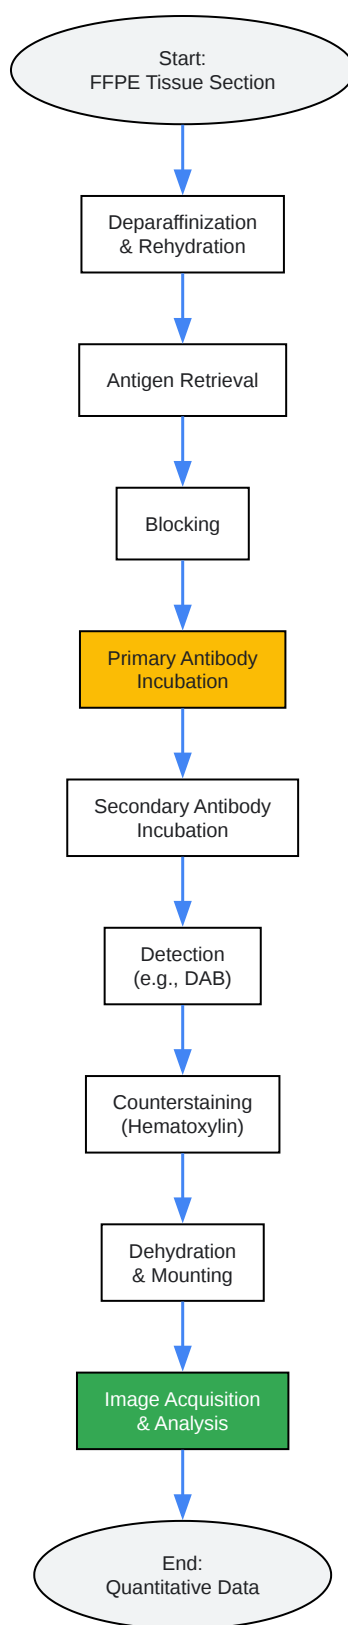 Start:
FFPE Tissue Section
Deparaffinization
& Rehydration
Antigen Retrieval
Blocking
Primary Antibody
Incubation
Secondary Antibody
Incubation
Detection
(e.g., DAB)
Counterstaining
(Hematoxylin)
Dehydration
& Mounting
Image Acquisition
& Analysis
End:
Quantitative Data